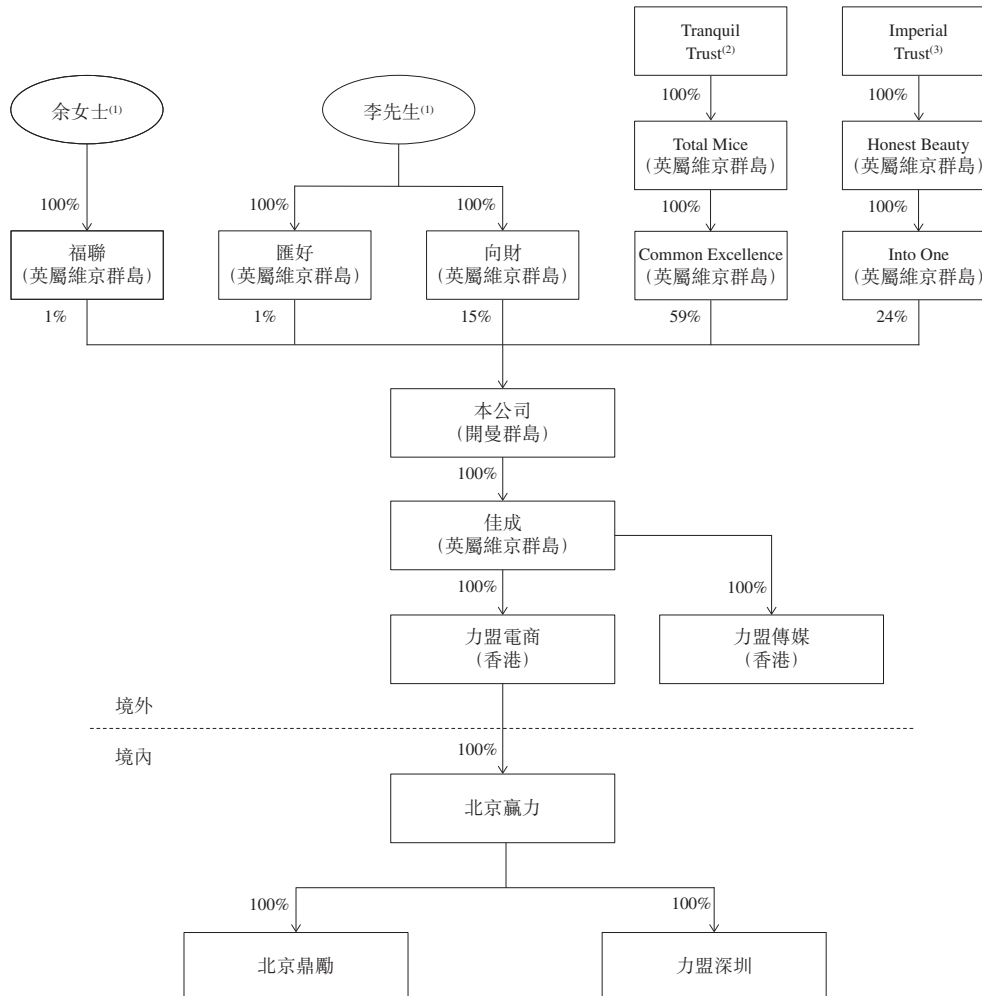 Tranquil
Trust(2)
Imperial
Trust(3)
余女士(1)
李先生(1)
100%
100%
Total Mice
(英屬維京群島)
Honest Beauty
(英屬維京群島)
100%
100%
100%
100%
100%
福聯
(英屬維京群島)
匯好
(英屬維京群島)
向財
(英屬維京群島)
Common Excellence
(英屬維京群島)
Into One
(英屬維京群島)
1%
1%
15%
59%
24%
本公司
(開曼群島)
100%
佳成
(英屬維京群島)
100%
100%
力盟電商
(香港)
力盟傳媒
(香港)
境外
境內
100%
北京贏力
100%
100%
北京鼎勵
力盟深圳